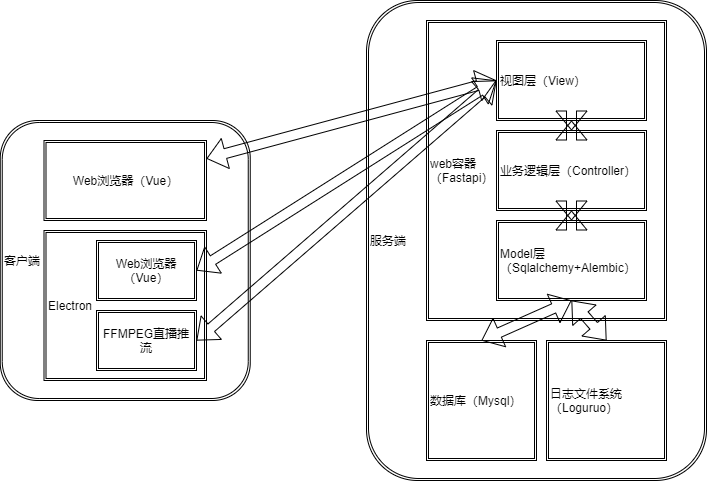 客户端
Web浏览器（Vue）
Electron
Web浏览器
（Vue）
FFMPEG直播推
流
服务端
web容器
（Fastapi）
视图层（View）
业务逻辑层（Controller）
Model层
（Sqlalchemy+Alembic）
数据库（Mysql）
日志文件系统
（Loguruo）